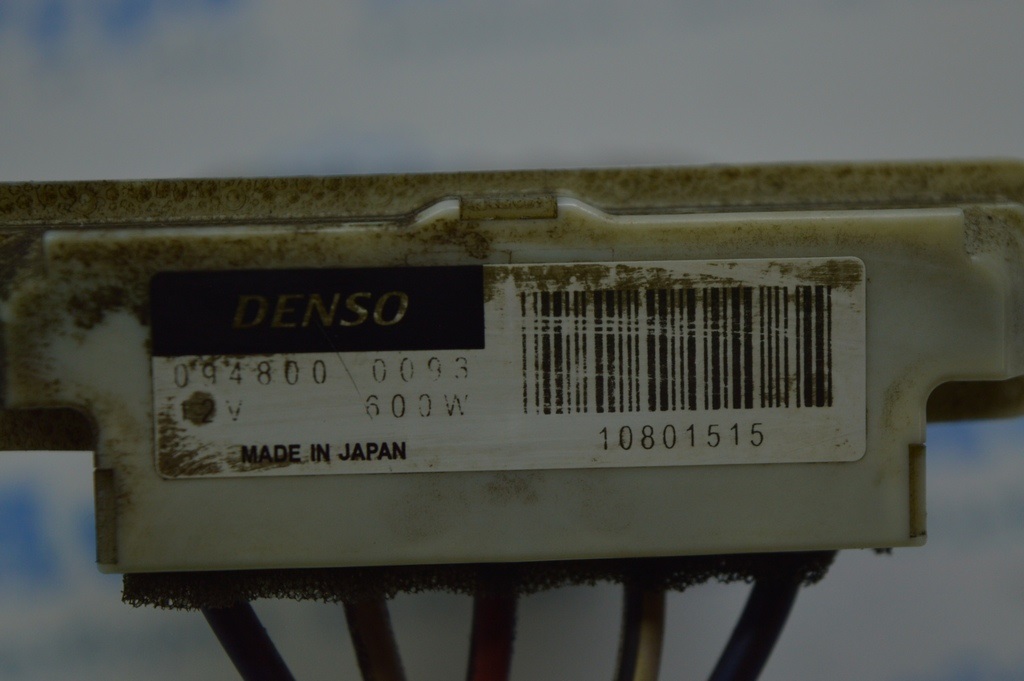 DENSO
094800 0093
V 600W
MADE IN JAPAN
10801515